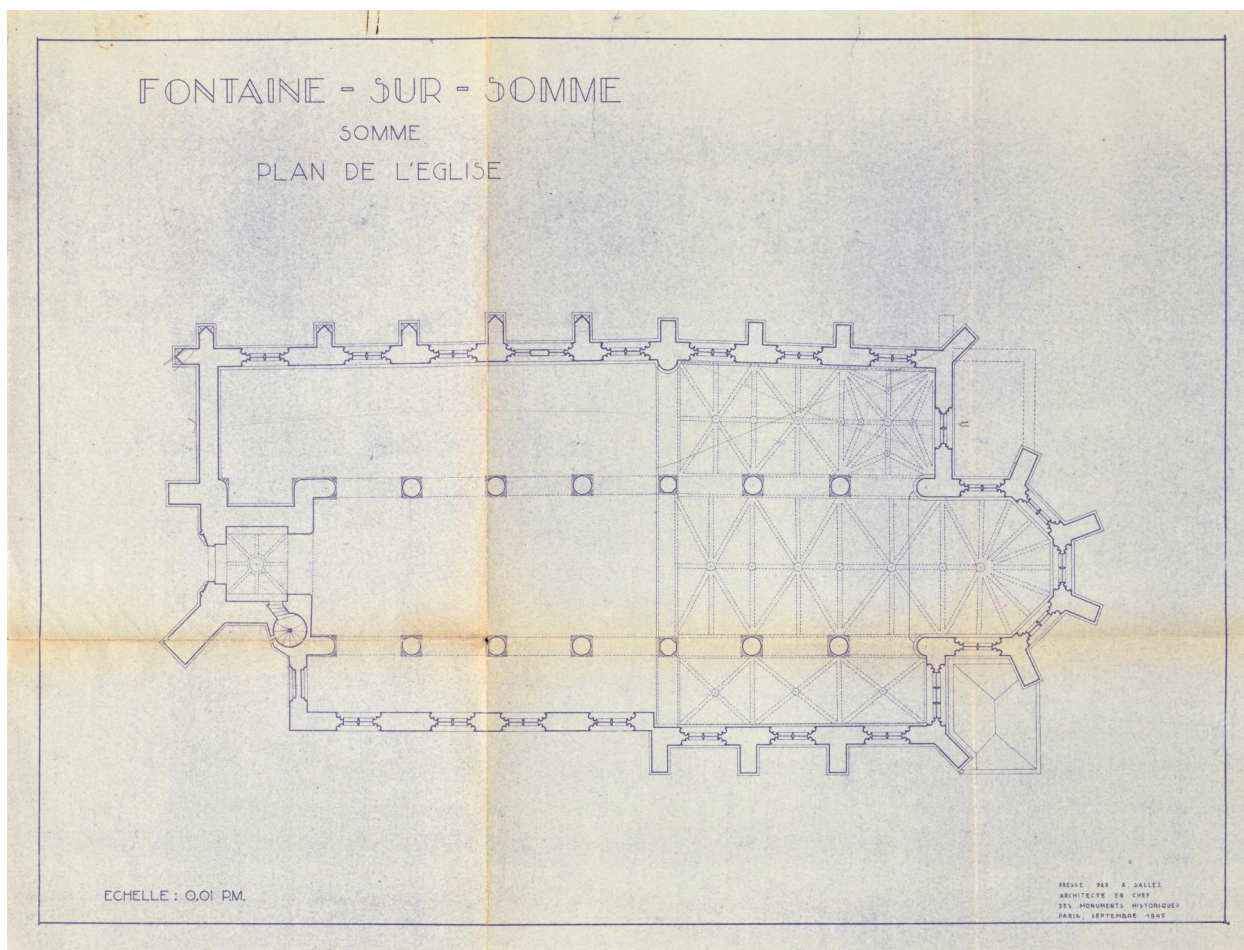 FONTAINE - SUR - SOMME
SOMME
PLAN DE L'EGLISE
ECHELLE : 0.01 P.M.
DRESSE PAR A. SALLEZ
ARCHITECTE EN CHEF
DES MONUMENTS HISTORIQUES
PARIS, SEPTEMBRE 1947